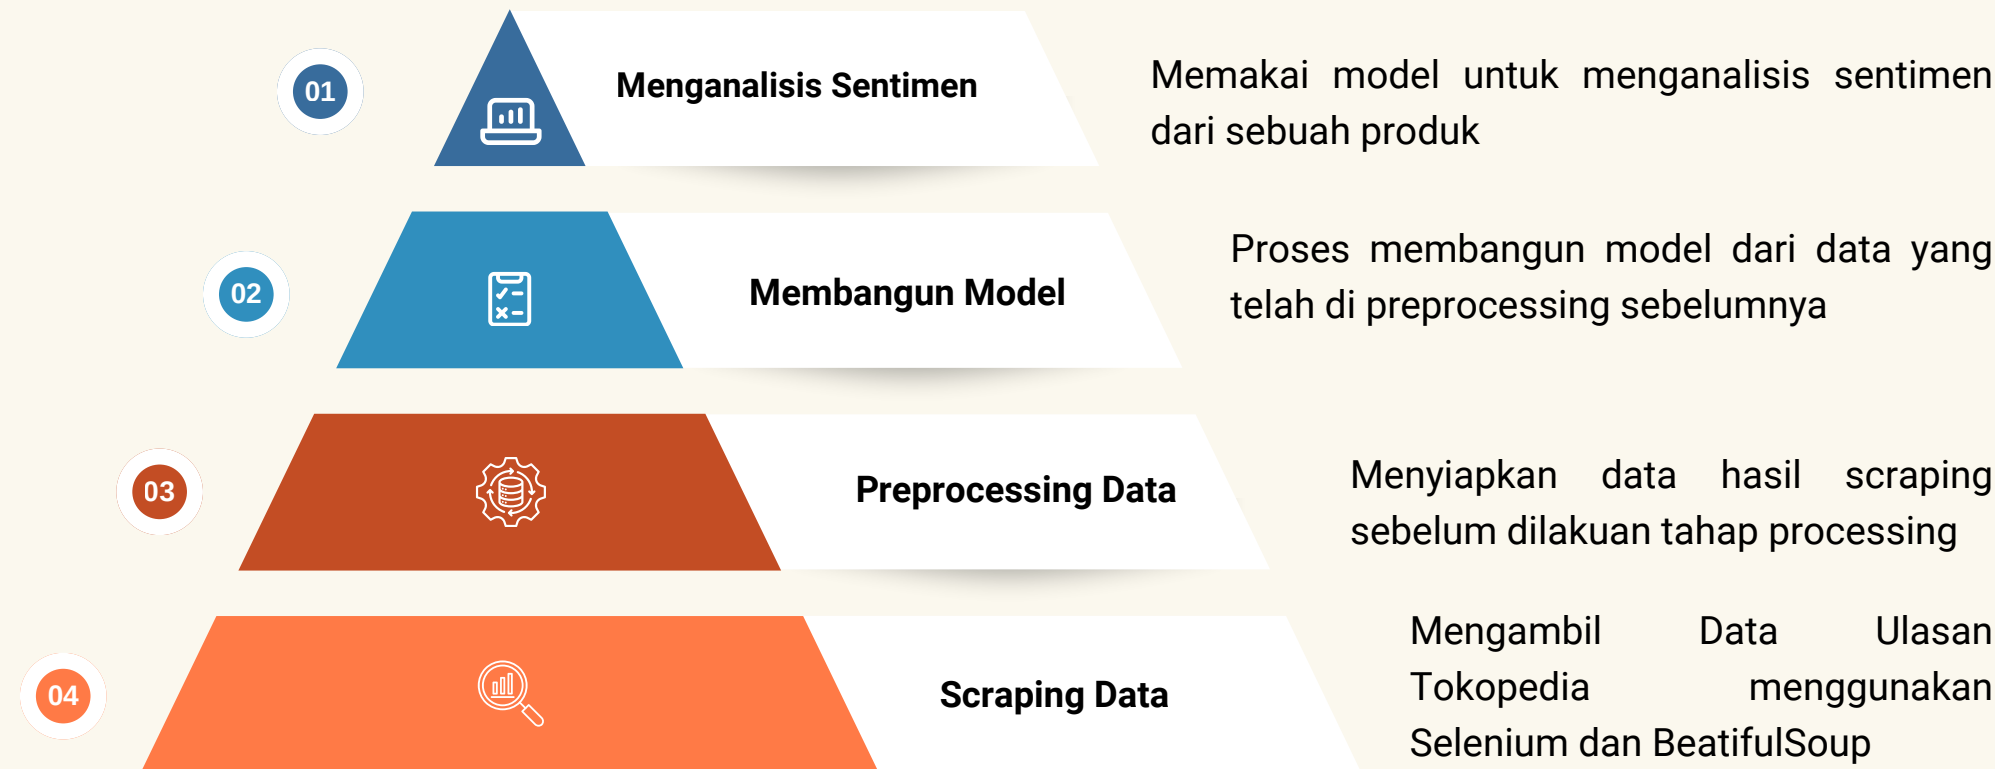 01
Menganalisis Sentimen
Memakai model untuk menganalisis sentimen
dari sebuah produk
02
Membangun Model
Proses membangun model dari data yang
telah di preprocessing sebelumnya
03
Preprocessing Data
Menyiapkan data hasil scraping
sebelum dilakuan tahap processing
04
Scraping Data
Mengambil Data Ulasan
Tokopedia menggunakan
Selenium dan BeatifulSoup